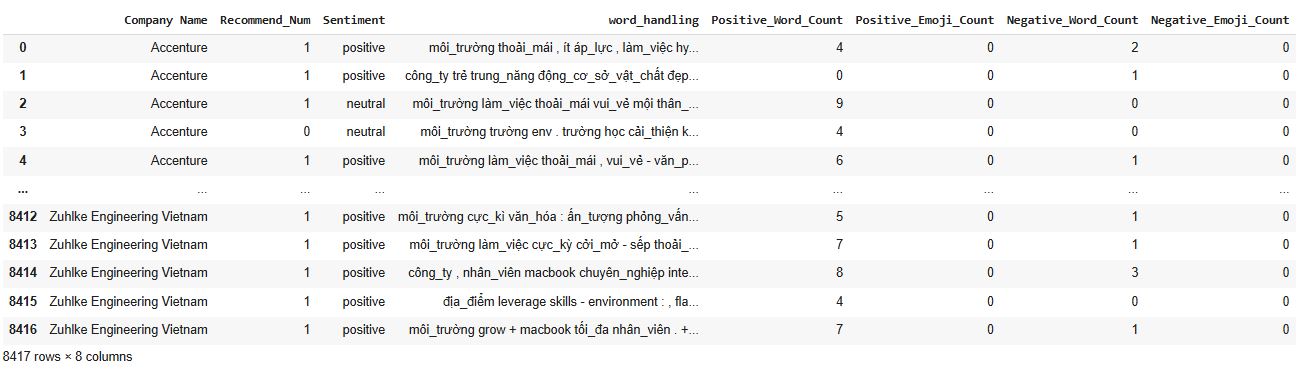 Company Name Recommend_Num Sentiment word_handling Positive_Word_Count Positive_Emoji_Count Negative_Word_Count Negative_Emoji_Count
0 Accenture 1 positive môi_trường thoải_mái , ít áp_lực , làm_việc hy... 4 0 2 0
1 Accenture 1 positive công_ty trẻ trung_năng động_cơ_sở_vật_chất đẹp... 0 0 1 0
2 Accenture 1 neutral môi_trường làm_việc thoải_mái vui_vẻ mội thân_... 9 0 0 0
3 Accenture 0 neutral môi_trường trường env . trường học cải_thiện k... 4 0 0 0
4 Accenture 1 positive môi_trường làm_việc thoải_mái , vui_vẻ - văn_p... 6 0 1 0
... ... ... ... ... ... ... ... ...
8412 Zuhlke Engineering Vietnam 1 positive môi_trường cực_kì văn_hóa : ấn_tượng phỏng_vấn... 5 0 1 0
8413 Zuhlke Engineering Vietnam 1 positive môi_trường làm_việc cực_kỳ cởi_mở - sếp thoải_... 7 0 1 0
8414 Zuhlke Engineering Vietnam 1 positive công_ty , nhân_viên macbook chuyên_nghiệp inte... 8 0 3 0
8415 Zuhlke Engineering Vietnam 1 positive địa_điểm leverage skills - environment : , fla... 4 0 0 0
8416 Zuhlke Engineering Vietnam 1 positive môi_trường grow + macbook tối_đa nhân_viên . +... 7 0 1 0
8417 rows × 8 columns